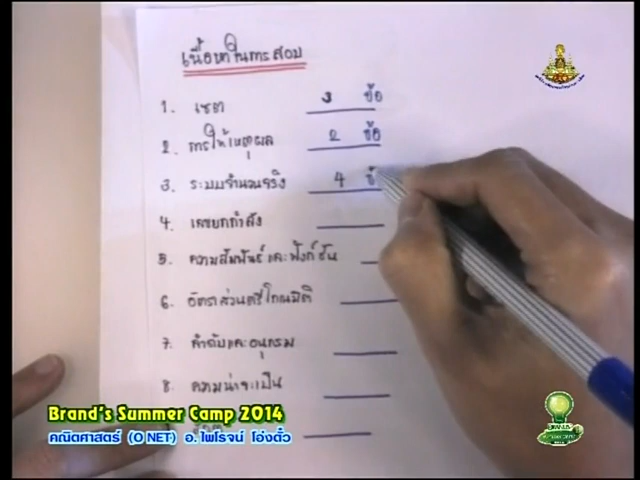 เนื้อหาในการสอบ
1. เซต 3 ข้อ
2. การให้เหตุผล 2 ข้อ
3. ระบบจำนวนจริง 4 ข้
4. เลขยกกำลัง
5. ความสัมพันธ์และฟังก์ชัน
6. อัตราส่วนตรีโกณมิติ
7. ลำดับและอนุกรม
8. ความน่าจะเป็น
Brand's Summer Camp 2014
คณิตศาสตร์ (O NET) อ.ไพโรจน์ โอ่งตั๋ว